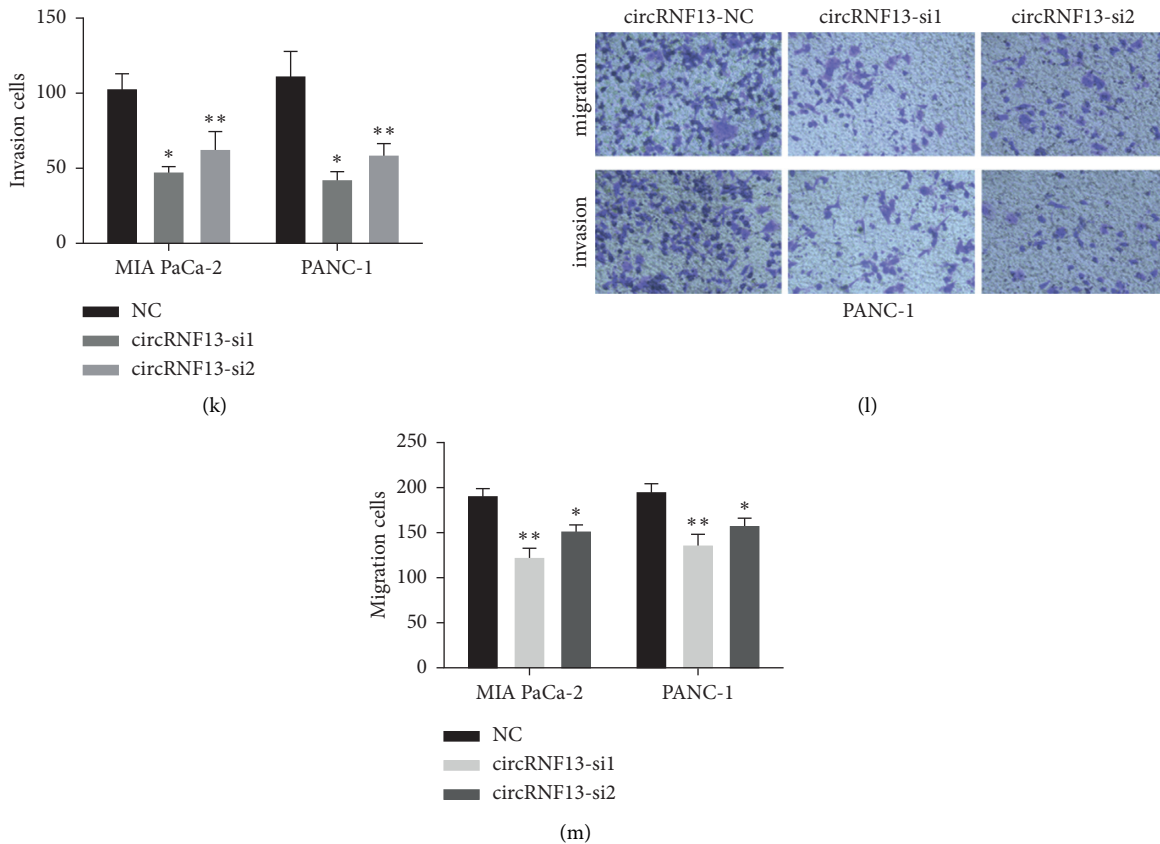 150
100
50
0
Invasion cells
*
**
*
**
MIA PaCa-2
PANC-1
NC
circRNF13-si1
circRNF13-si2
(k)
circRNF13-NC
circRNF13-si1
circRNF13-si2
migration
invasion
PANC-1
(l)
250
200
150
100
50
0
Migration cells
**
*
**
*
MIA PaCa-2
PANC-1
NC
circRNF13-si1
circRNF13-si2
(m)